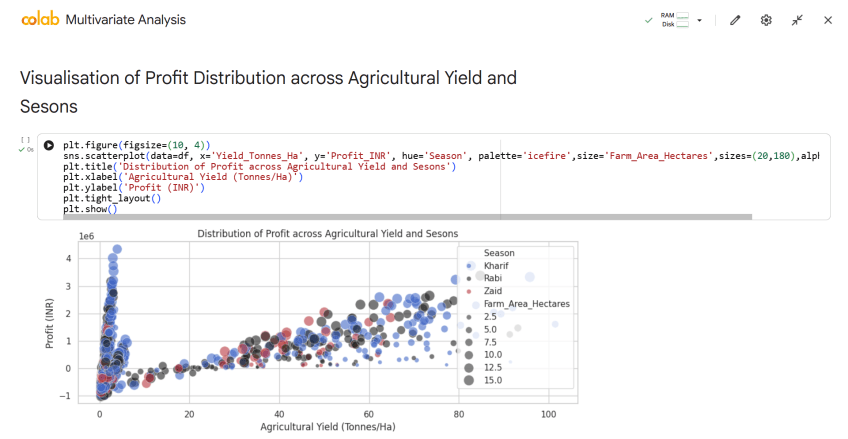 colab Multivariate Analysis
RAM
Disk
Visualisation of Profit Distribution across Agricultural Yield and
Sesons
[ ]
0s
plt.figure(figsize=(10, 4))
sns.scatterplot(data=df, x='Yield_Tonnes_Ha', y='Profit_INR', hue='Season', palette='icefire',size='Farm_Area_Hectares',sizes=(20,180),alph
plt.title('Distribution of Profit across Agricultural Yield and Sesons')
plt.xlabel('Agricultural Yield (Tonnes/Ha)')
plt.ylabel('Profit (INR)')
plt.tight_layout()
plt.show()
1e6
Distribution of Profit across Agricultural Yield and Sesons
Season
Kharif
Rabi
Zaid
Farm_Area_Hectares
2.5
5.0
7.5
10.0
12.5
15.0
4
3
2
1
0
−1
Profit (INR)
0 20 40 60 80 100
Agricultural Yield (Tonnes/Ha)